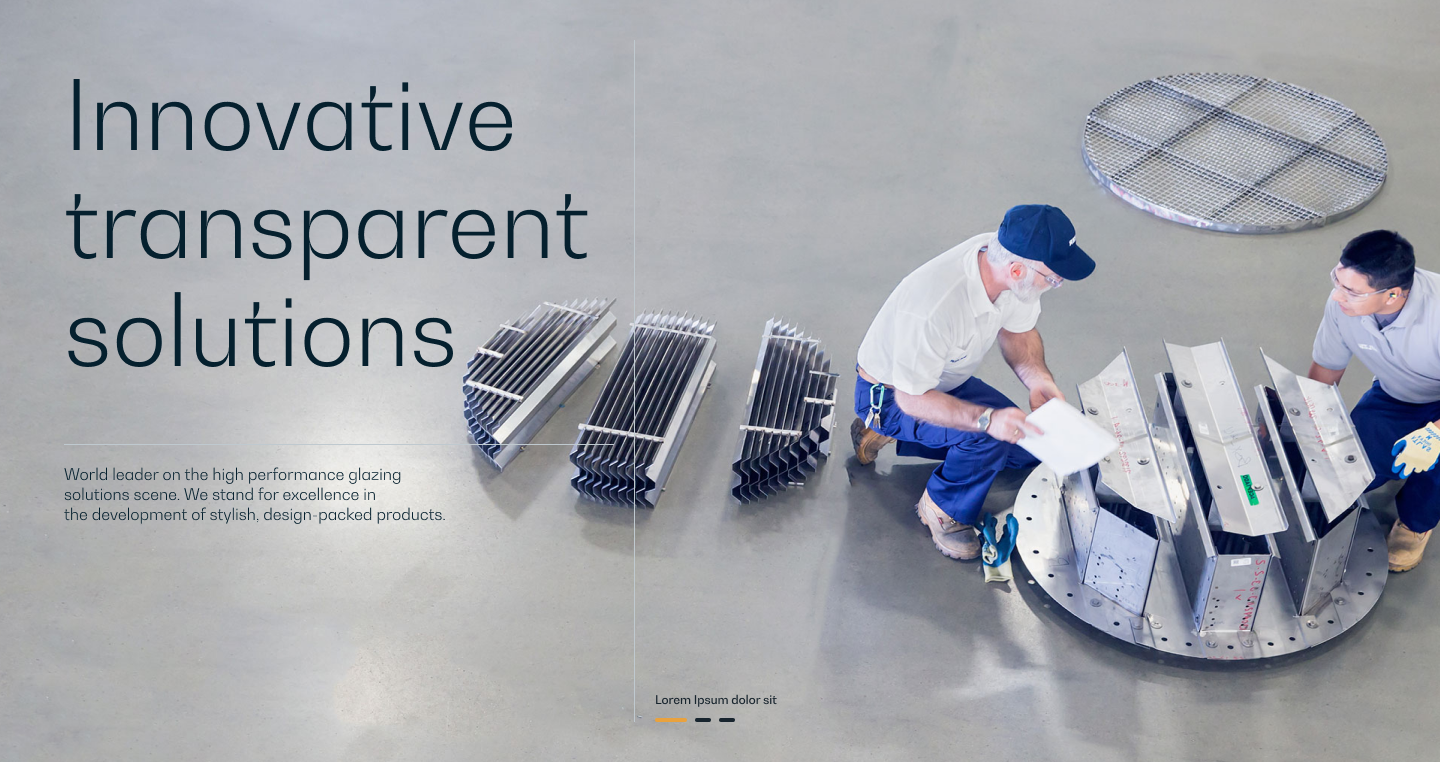 Innovative
transparent
solutions
World leader on the high performance glazing
solutions scene. We stand for excellence in
the development of stylish, design-packed products.
Lorem Ipsum dolor sit